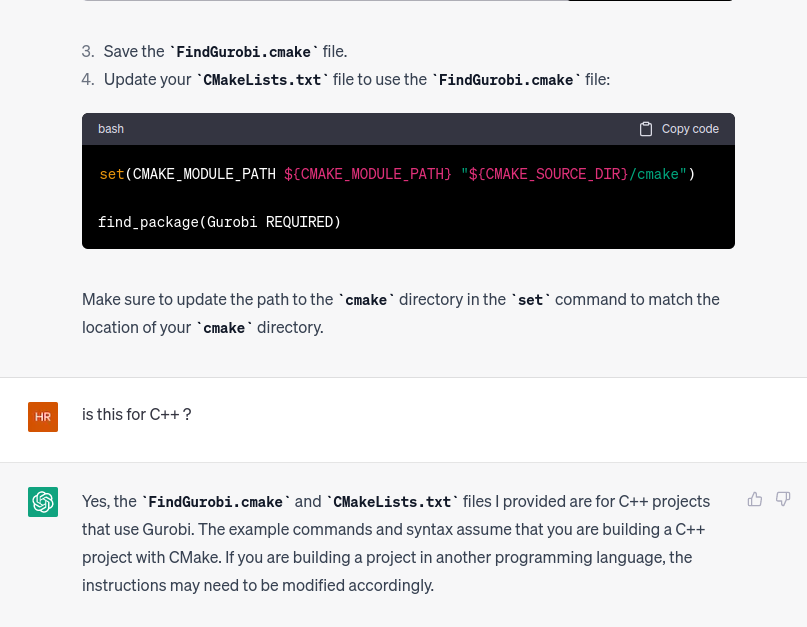 3. Save the `FindGurobi.cmake` file.
4. Update your `CMakeLists.txt` file to use the `FindGurobi.cmake` file:
bash
Copy code
set(CMAKE_MODULE_PATH ${CMAKE_MODULE_PATH} "${CMAKE_SOURCE_DIR}/cmake")
find_package(Gurobi REQUIRED)
Make sure to update the path to the `cmake` directory in the `set` command to match the
location of your `cmake` directory.
HR
is this for C++ ?
Yes, the `FindGurobi.cmake` and `CMakeLists.txt` files I provided are for C++ projects
that use Gurobi. The example commands and syntax assume that you are building a C++
project with CMake. If you are building a project in another programming language, the
instructions may need to be modified accordingly.